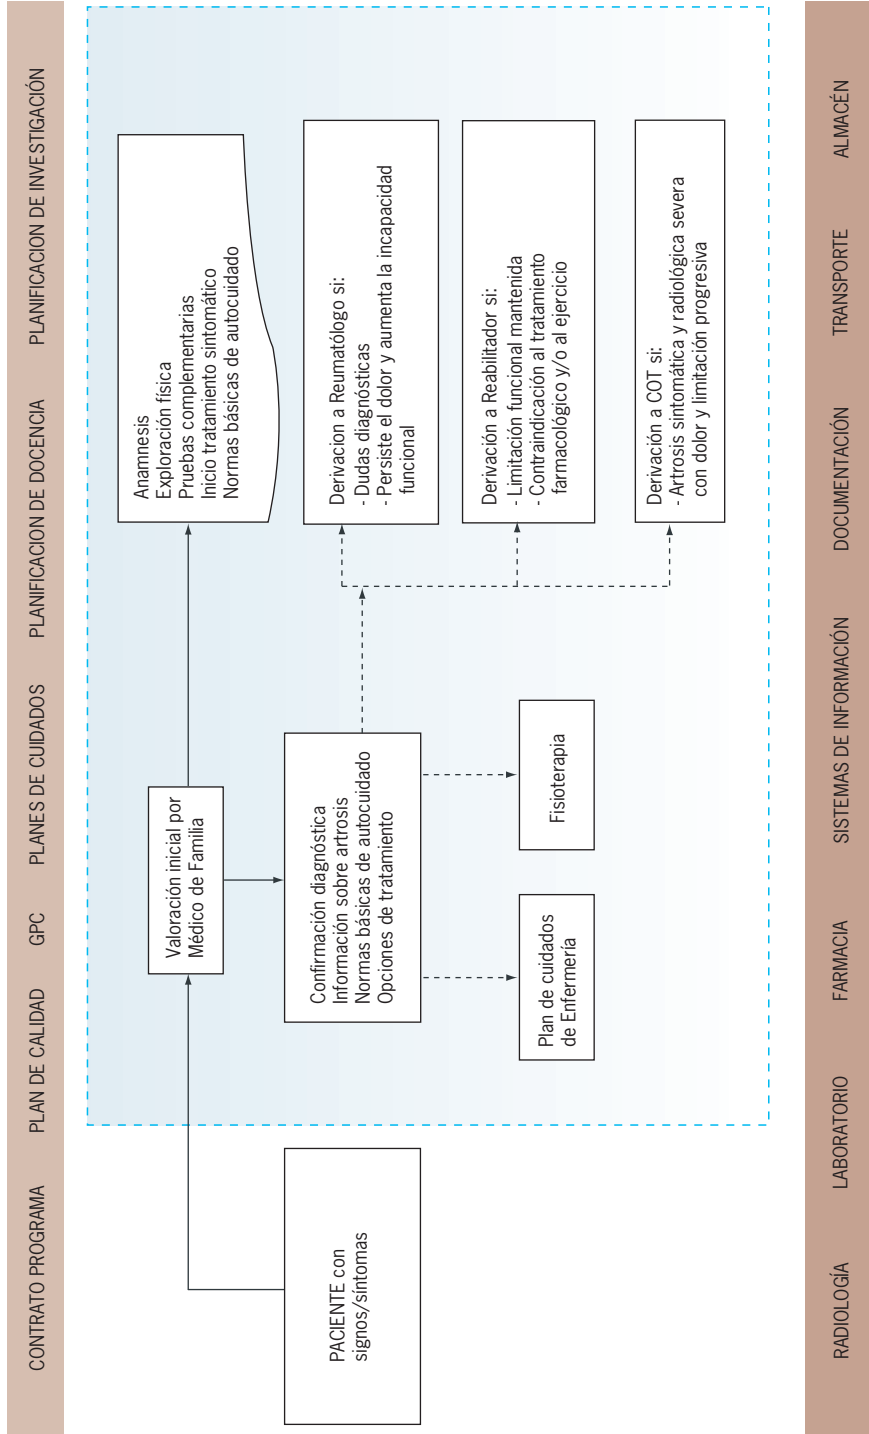 CONTRATO PROGRAMA PLAN DE CALIDAD GPC PLANES DE CUIDADOS PLANIFICACION DE DOCENCIA PLANIFICACION DE INVESTIGACIÓN
PACIENTE con
signos/síntomas
Valoración inicial por
Médico de Familia
Anamnesis
Exploración física
Pruebas complementarias
Inicio tratamiento sintomático
Normas básicas de autocuidado
Confirmación diagnóstica
Información sobre artrosis
Normas básicas de autocuidado
Opciones de tratamiento
Derivacion a Reumatólogo si:
- Dudas diagnósticas
- Persiste el dolor y aumenta la incapacidad
funcional
Plan de cuidados
de Enfermería
Fisioterapia
Derivación a Reabilitador si:
- Limitación funcional mantenida
- Contraindicación al tratamiento
farmacológico y/o al ejercicio
Derivación a COT si:
- Artrosis sintomática y radiológica severa
con dolor y limitación progresiva
RADIOLOGÍA LABORATORIO FARMACIA SISTEMAS DE INFORMACIÓN DOCUMENTACIÓN TRANSPORTE ALMACÉN